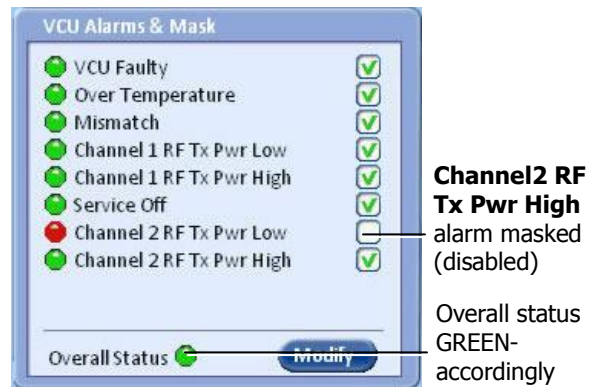 VCU Alarms & Mask
VCU Faulty
Over Temperature
Mismatch
Channel 1 RF Tx Pwr Low
Channel 1 RF Tx Pwr High
Service Off
Channel 2 RF Tx Pwr Low
Channel 2 RF Tx Pwr High
Overall Status
Modify
Channel2 RF
Tx Pwr High
alarm masked
(disabled)
Overall status
GREEN-
accordingly